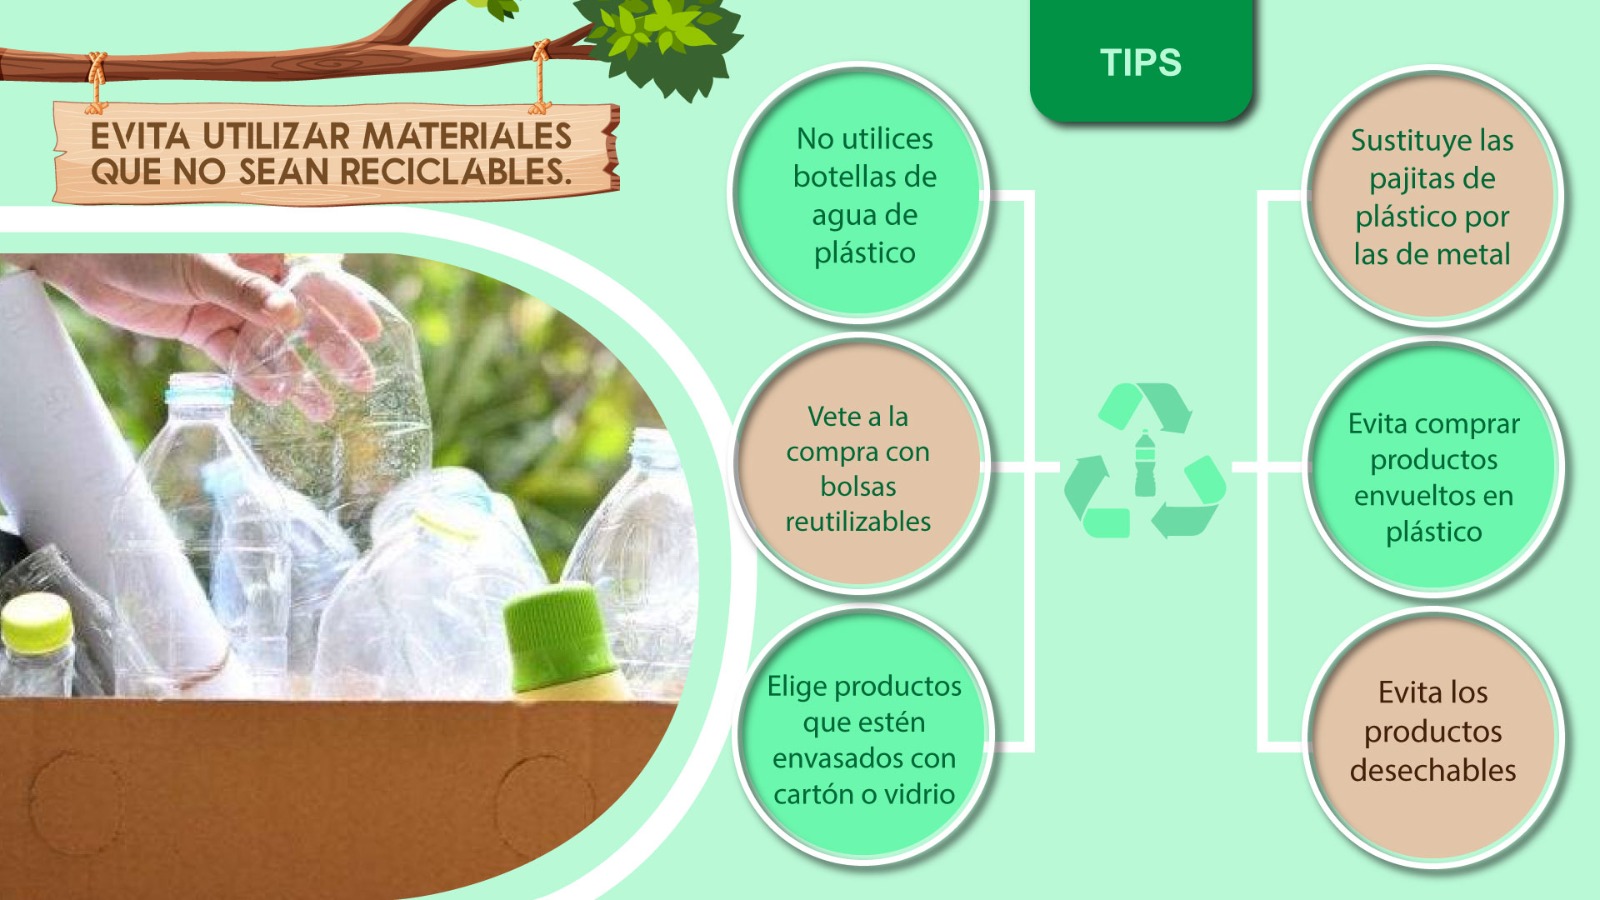 EVITA UTILIZAR MATERIALES
QUE NO SEAN RECICLABLES.
TIPS
No utilices
botellas de
agua de
plástico
Vete a la
compra con
bolsas
reutilizables
Elige productos
que estén
envasados con
cartón o vidrio
Sustituye las
pajitas de
plástico por
las de metal
Evita comprar
productos
envueltos en
plástico
Evita los
productos
desechables